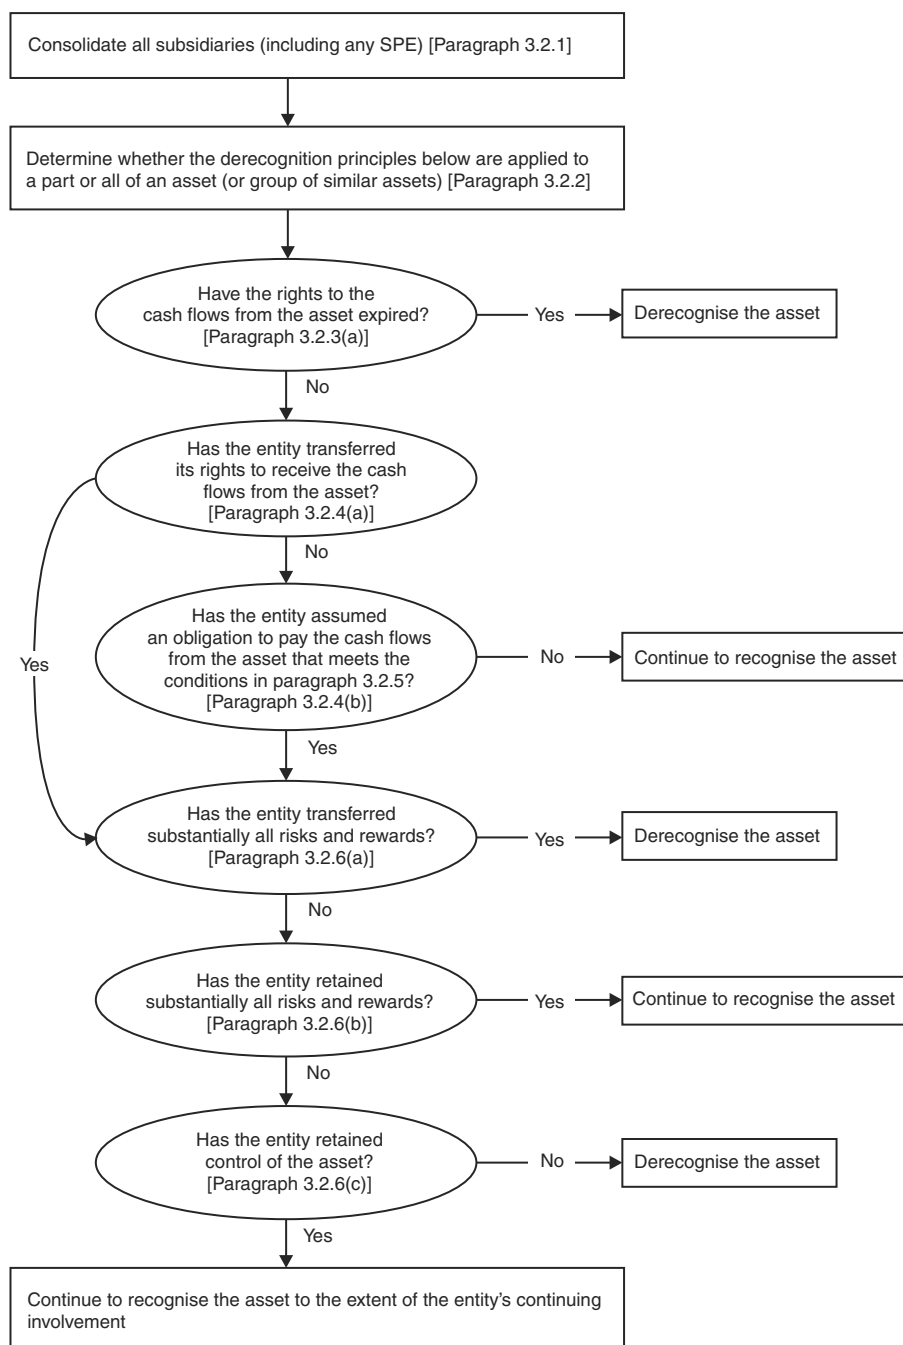 Consolidate all subsidiaries (including any SPE) [Paragraph 3.2.1]
Determine whether the derecognition principles below are applied to
a part or all of an asset (or group of similar assets) [Paragraph 3.2.2]
Have the rights to the
cash flows from the asset expired?
[Paragraph 3.2.3(a)]
Yes
Derecognise the asset
No
Has the entity transferred
its rights to receive the cash
flows from the asset?
[Paragraph 3.2.4(a)]
No
Yes
Has the entity assumed
an obligation to pay the cash flows
from the asset that meets the
conditions in paragraph 3.2.5?
[Paragraph 3.2.4(b)]
No
Continue to recognise the asset
Yes
Has the entity transferred
substantially all risks and rewards?
[Paragraph 3.2.6(a)]
Yes
Derecognise the asset
No
Has the entity retained
substantially all risks and rewards?
[Paragraph 3.2.6(b)]
Yes
Continue to recognise the asset
No
Has the entity retained
control of the asset?
[Paragraph 3.2.6(c)]
No
Derecognise the asset
Yes
Continue to recognise the asset to the extent of the entity's continuing
involvement